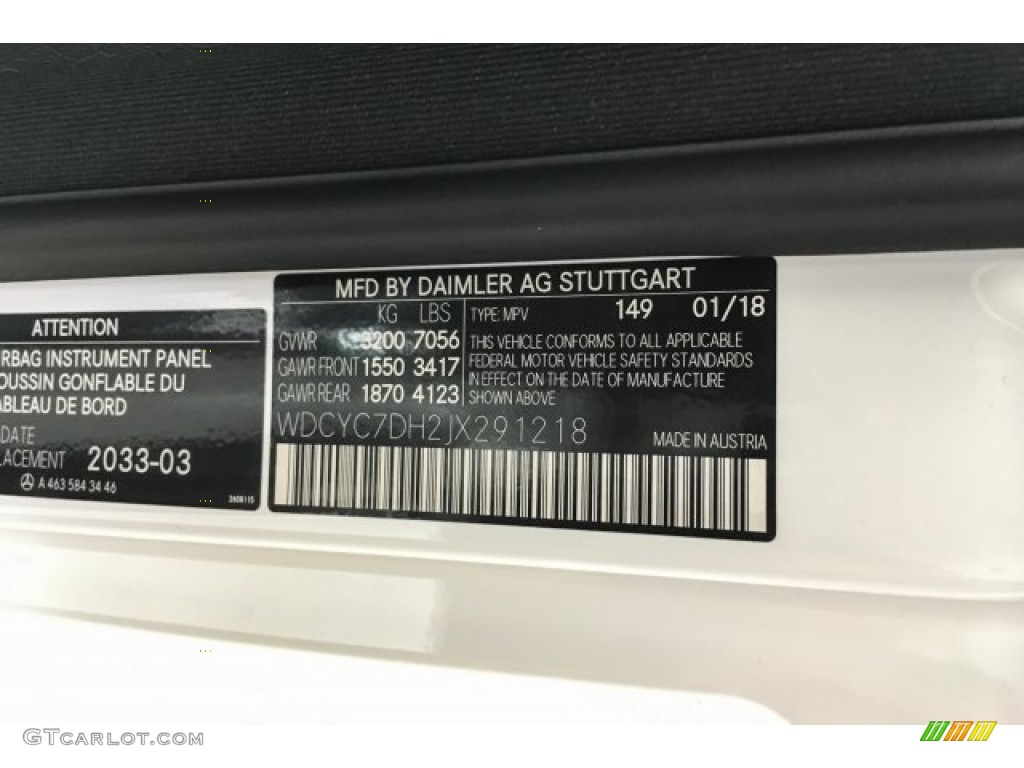 ATTENTION
RBAG INSTRUMENT PANEL
OUSSIN GONFLABLE DU
ABLEAU DE BORD
DATE
LACEMENT 2033-03
A 463 584 34 46
MFD BY DAIMLER AG STUTTGART
KG LBS
GVWR 3200 7056
GAWR FRONT 1550 3417
GAWR REAR 1870 4123
TYPE: MPV 149 01/18
THIS VEHICLE CONFORMS TO ALL APPLICABLE
FEDERAL MOTOR VEHICLE SAFETY STANDARDS
IN EFFECT ON THE DATE OF MANUFACTURE
SHOWN ABOVE
WDCYC7DH2JX291218
MADE IN AUSTRIA
GTCARLOT.COM